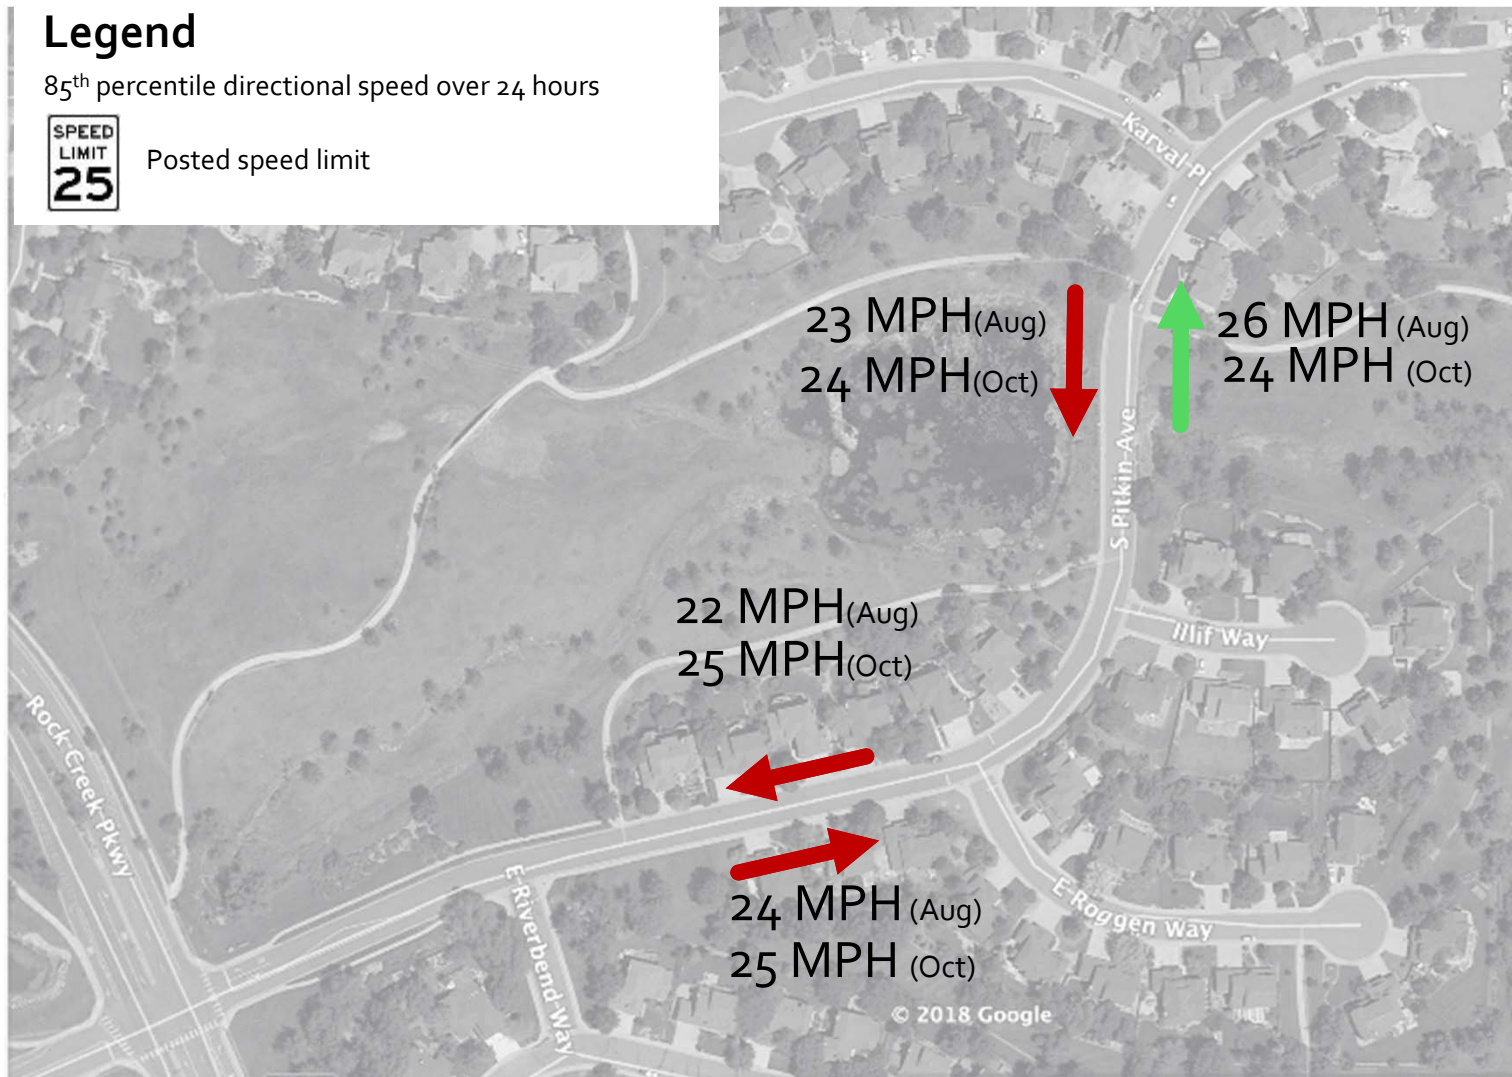 Legend
85th percentile directional speed over 24 hours
SPEED
LIMIT
25
Posted speed limit
Karval Pl
23 MPH(Aug)
24 MPH(Oct)
26 MPH (Aug)
24 MPH (Oct)
S Pitkin Ave
22 MPH(Aug)
25 MPH(Oct)
Illif Way
Rock Creek Pkwy
E Riverbend Way
24 MPH (Aug)
25 MPH (Oct)
E Roggen Way
© 2018 Google